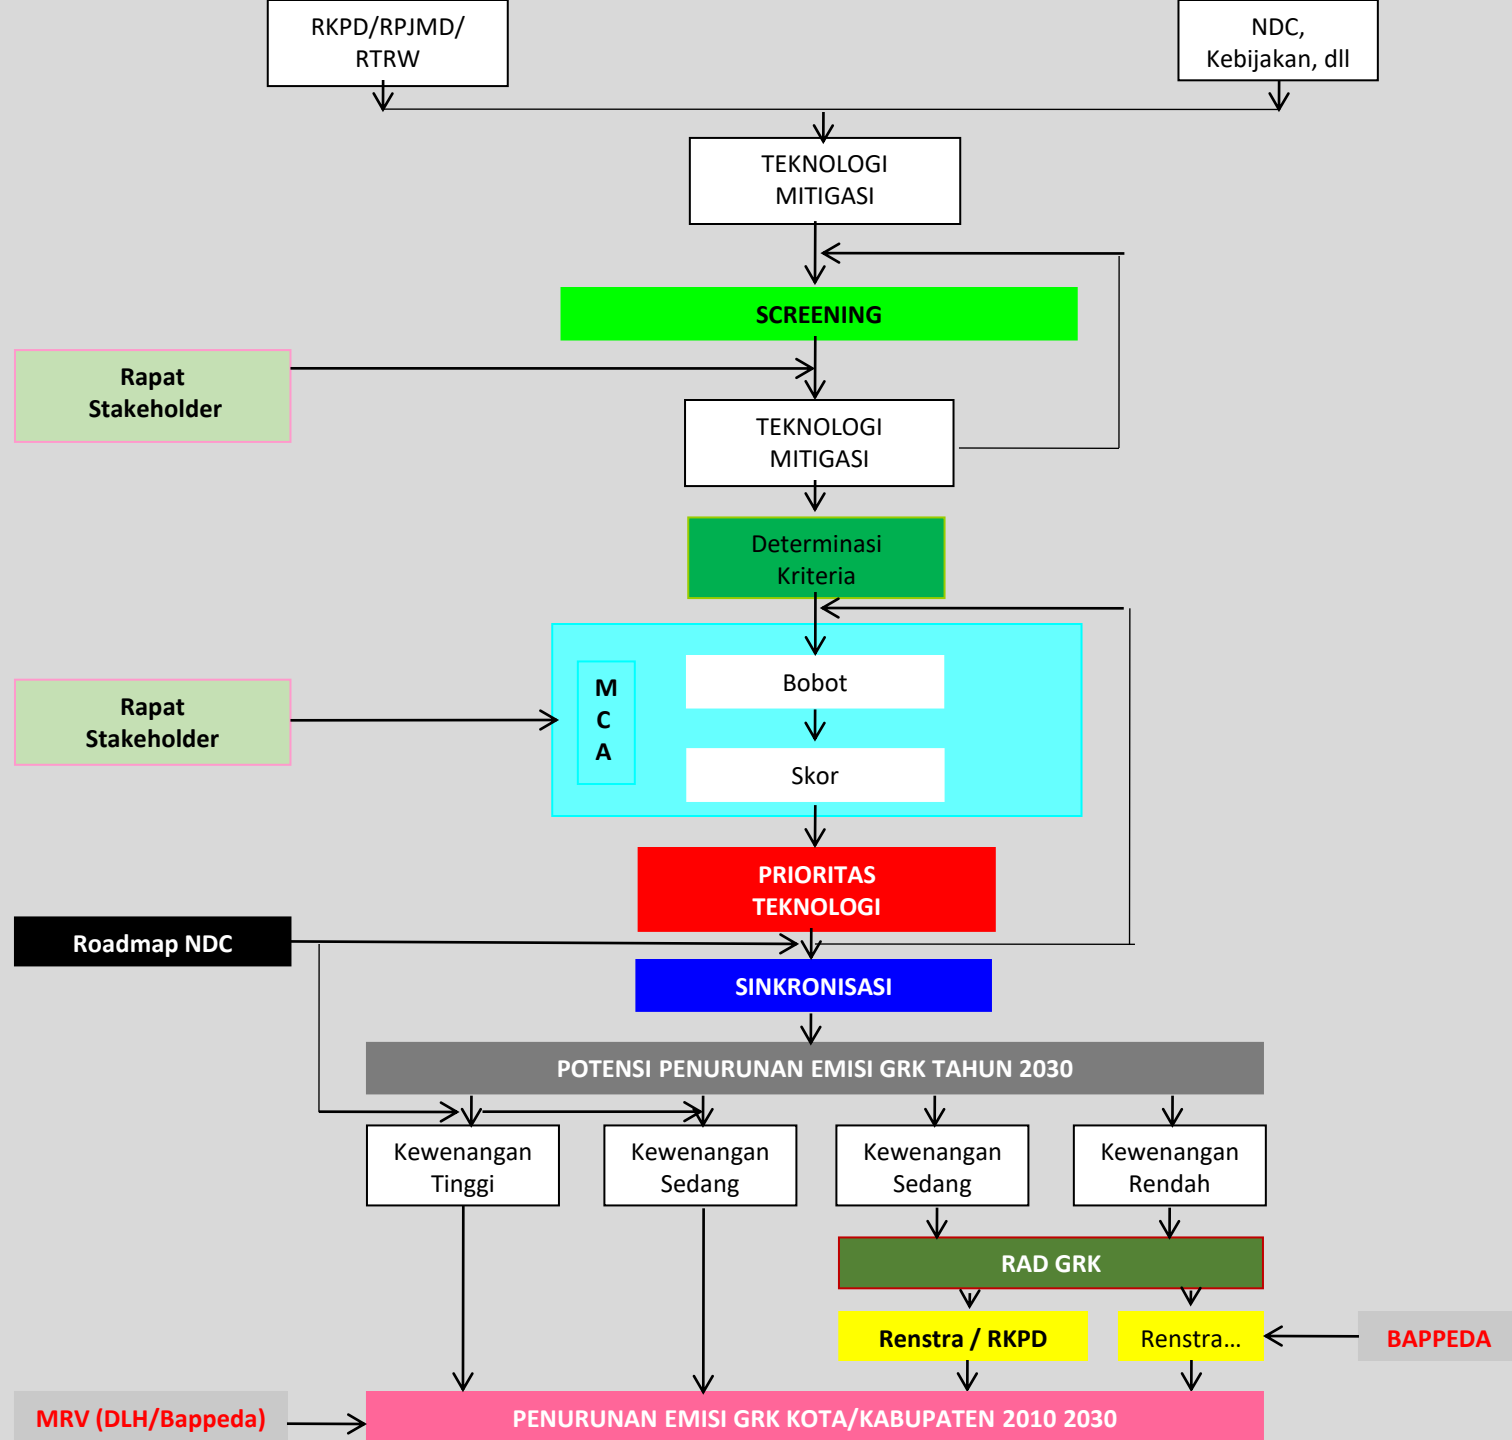 RKPD/RPJMD/
RTRW
NDC,
Kebijakan, dll
TEKNOLOGI
MITIGASI
SCREENING
Rapat
Stakeholder
TEKNOLOGI
MITIGASI
Determinasi
Kriteria
Rapat
Stakeholder
M
C
A
Bobot
Skor
PRIORITAS
TEKNOLOGI
Roadmap NDC
SINKRONISASI
POTENSI PENURUNAN EMISI GRK TAHUN 2030
Kewenangan
Tinggi
Kewenangan
Sedang
Kewenangan
Sedang
Kewenangan
Rendah
RAD GRK
Renstra / RKPD
Renstra…
BAPPEDA
MRV (DLH/Bappeda)
PENURUNAN EMISI GRK KOTA/KABUPATEN 2010 2030